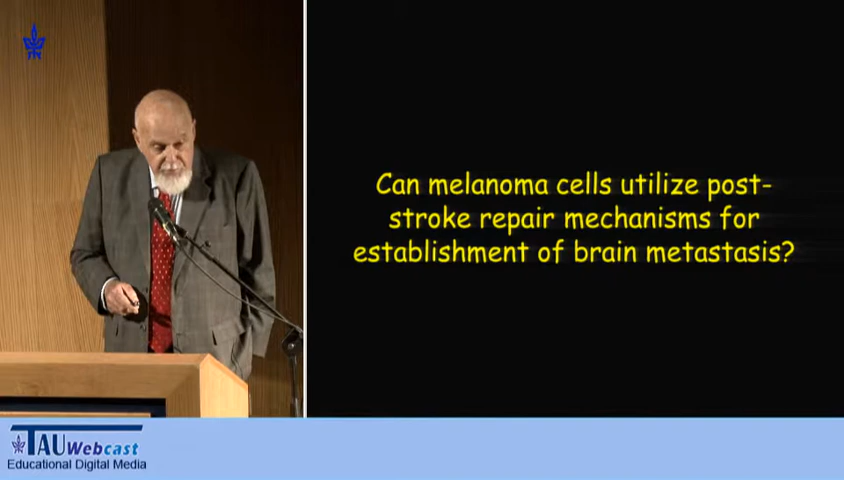 Can melanoma cells utilize post-
stroke repair mechanisms for
establishment of brain metastasis?
TAUWebcast
Educational Digital Media